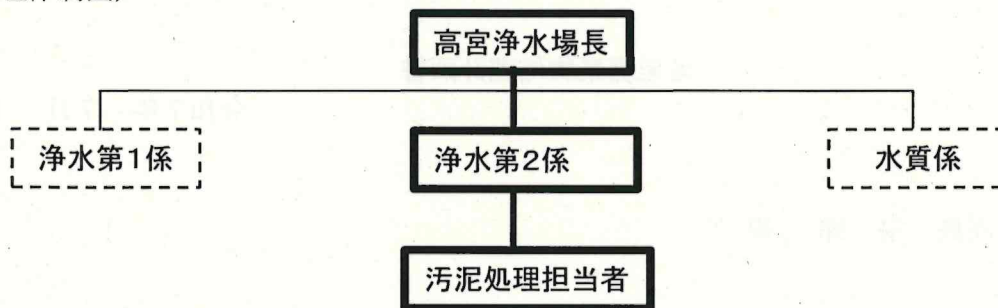 高宮浄水場長
浄水第1係
浄水第2係
水質係
汚泥処理担当者